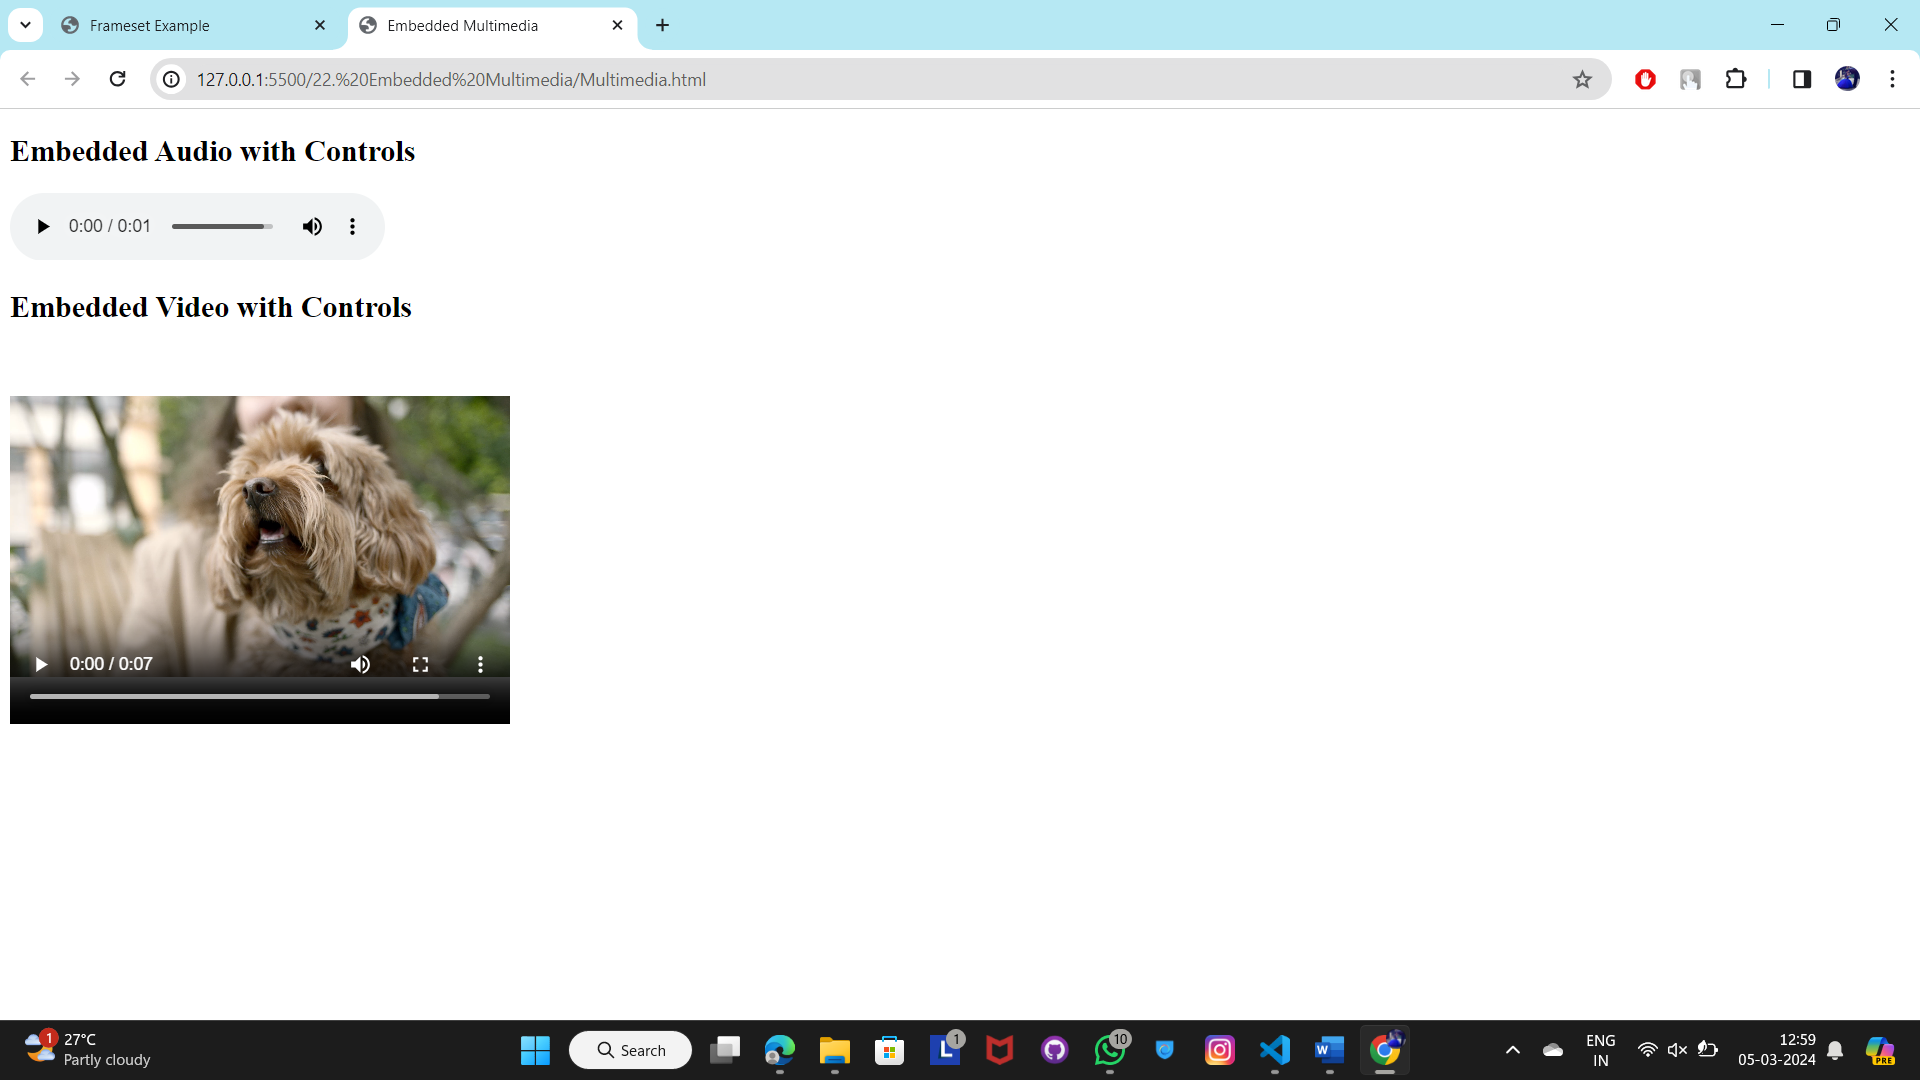 Frameset Example
Embedded Multimedia
127.0.0.1:5500/22.%20Embedded%20Multimedia/Multimedia.html
Embedded Audio with Controls
0:00 / 0:01
Embedded Video with Controls
0:00 / 0:07
1
27°C
Partly cloudy
Search
L
1
10
W
ENG
IN
12:59
05-03-2024
PRE